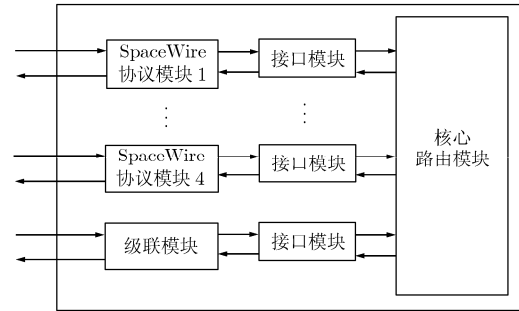 SpaceWire
协议模块 1
接口模块
核心
路由模块
SpaceWire
协议模块 4
接口模块
级联模块
接口模块